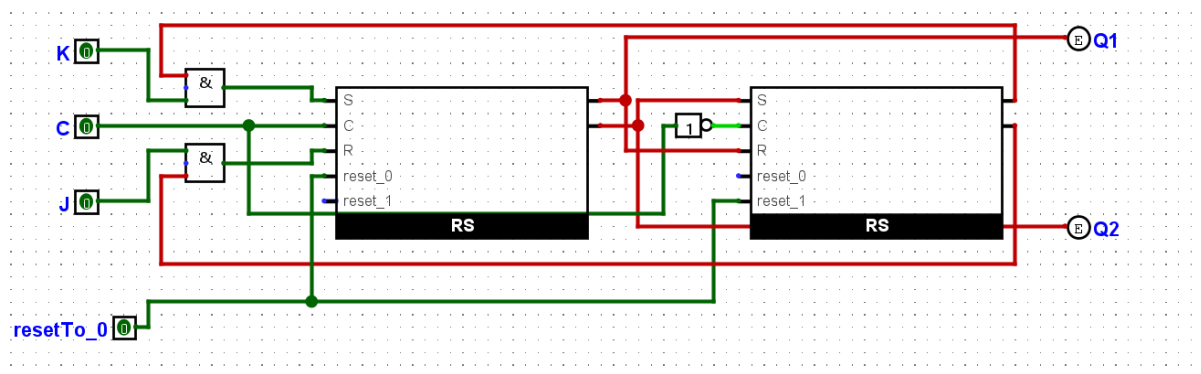 K 0
&
E Q1
S
S
C 0
C
1
C
J 0
&
R
R
reset_0
reset_0
reset_1
reset_1
RS
RS
E Q2
resetTo_0 0